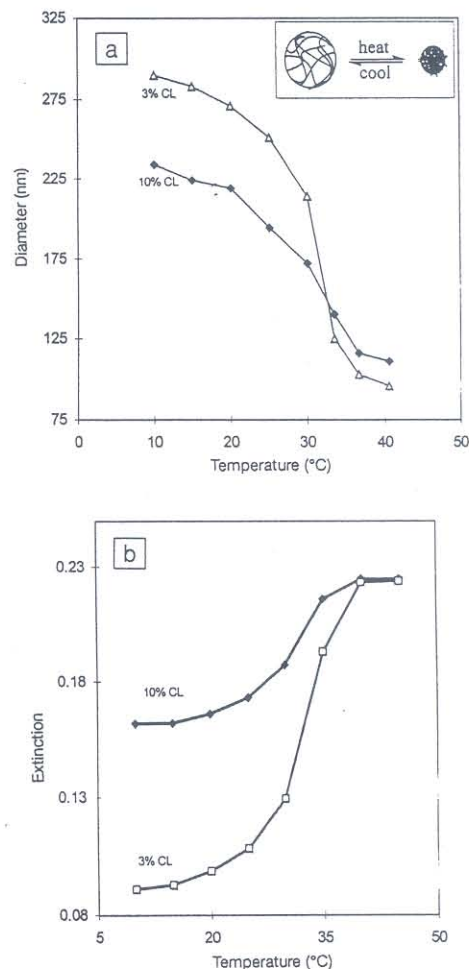 325
275
225
175
125
75
a
heat
cool
3% CL
10% CL
Diameter (nm)
0
10
20
30
40
50
Temperature (°C)
b
0.23
0.18
0.13
0.08
10% CL
3% CL
Extinction
5
20
35
50
Temperature (°C)